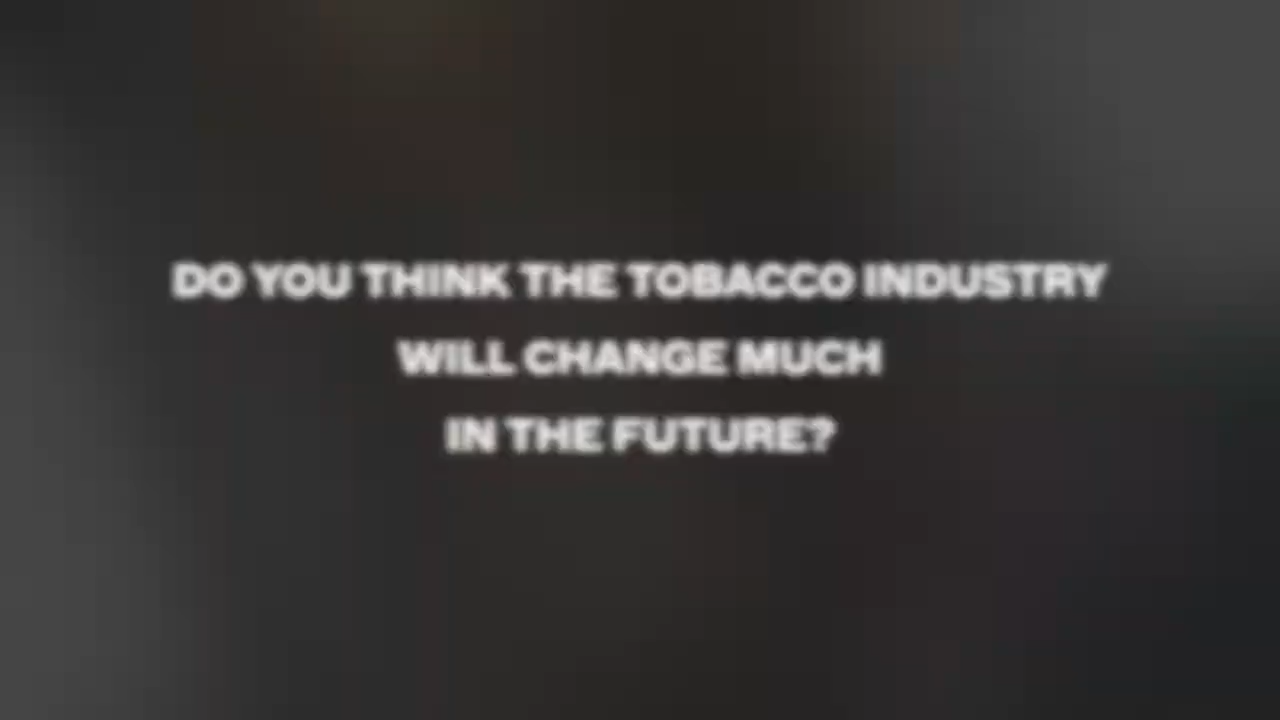 DO YOU THINK THE TOBACCO INDUSTRY
WILL CHANGE MUCH
IN THE FUTURE?